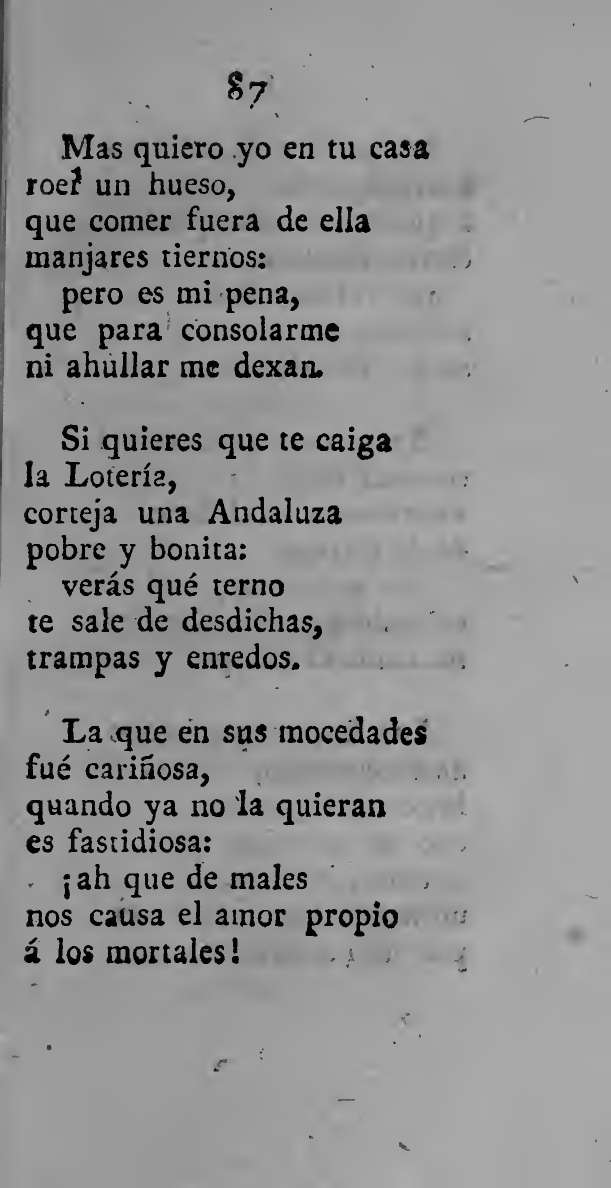 87
Mas quiero yo en tu casa
roer un hueso,
que comer fuera de ella
manjares tiernos:
pero es mi pena,
que para consolarme
ni ahullar me dexan.
Si quieres que te caiga
la Lotería,
corteja una Andaluza
pobre y bonita:
verás qué terno
te sale de desdichas,
trampas y enredos.
La que en sus mocedades
fué cariñosa,
quando ya no la quieran
es fastidiosa:
¡ah que de males
nos causa el amor propio
á los mortales!